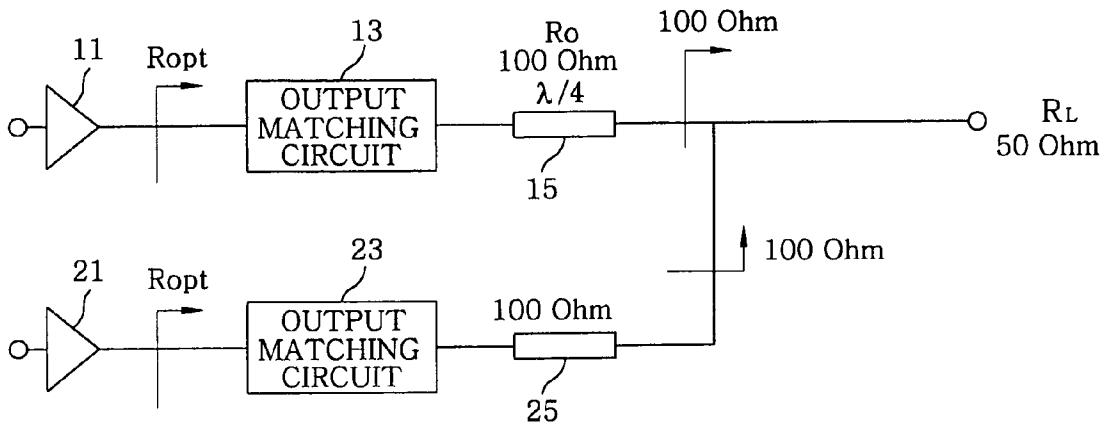 11
Ropt
13
OUTPUT
MATCHING
CIRCUIT
Ro
100 Ohm
λ/4
15
100 Ohm
RL
50 Ohm
100 Ohm
21
Ropt
23
OUTPUT
MATCHING
CIRCUIT
100 Ohm
25